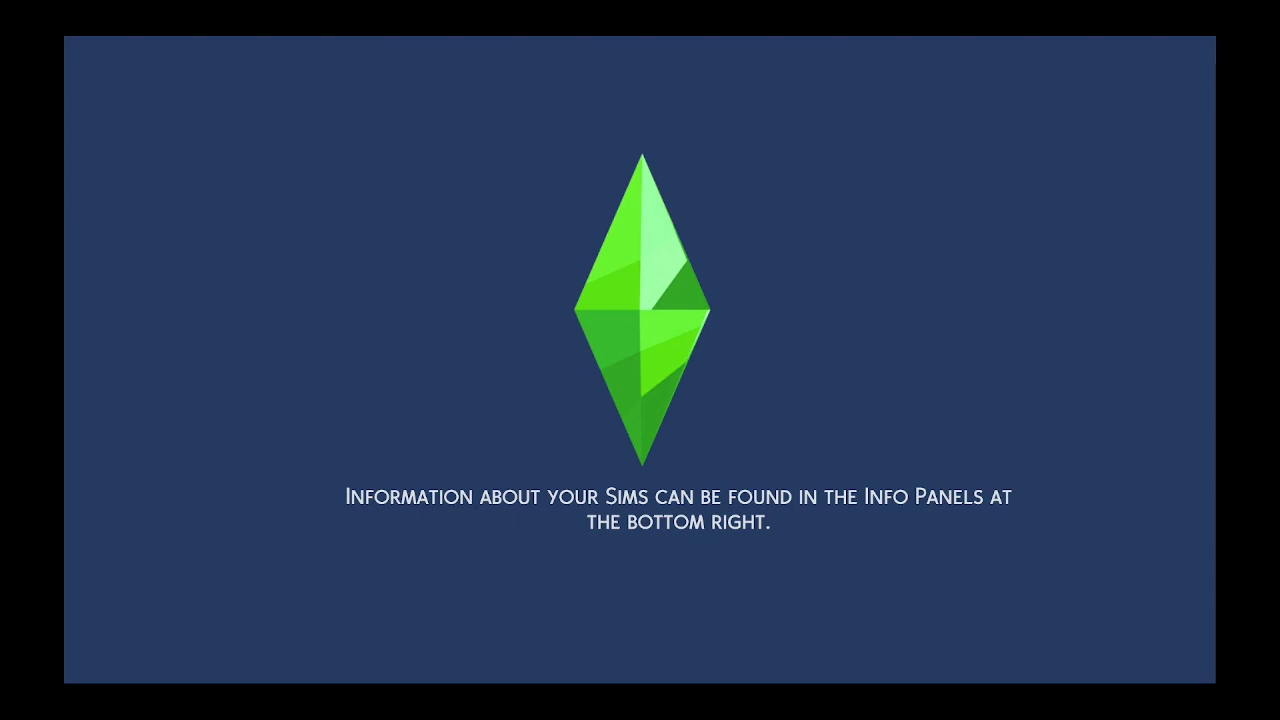 Information about your Sims can be found in the Info Panels at
the bottom right.